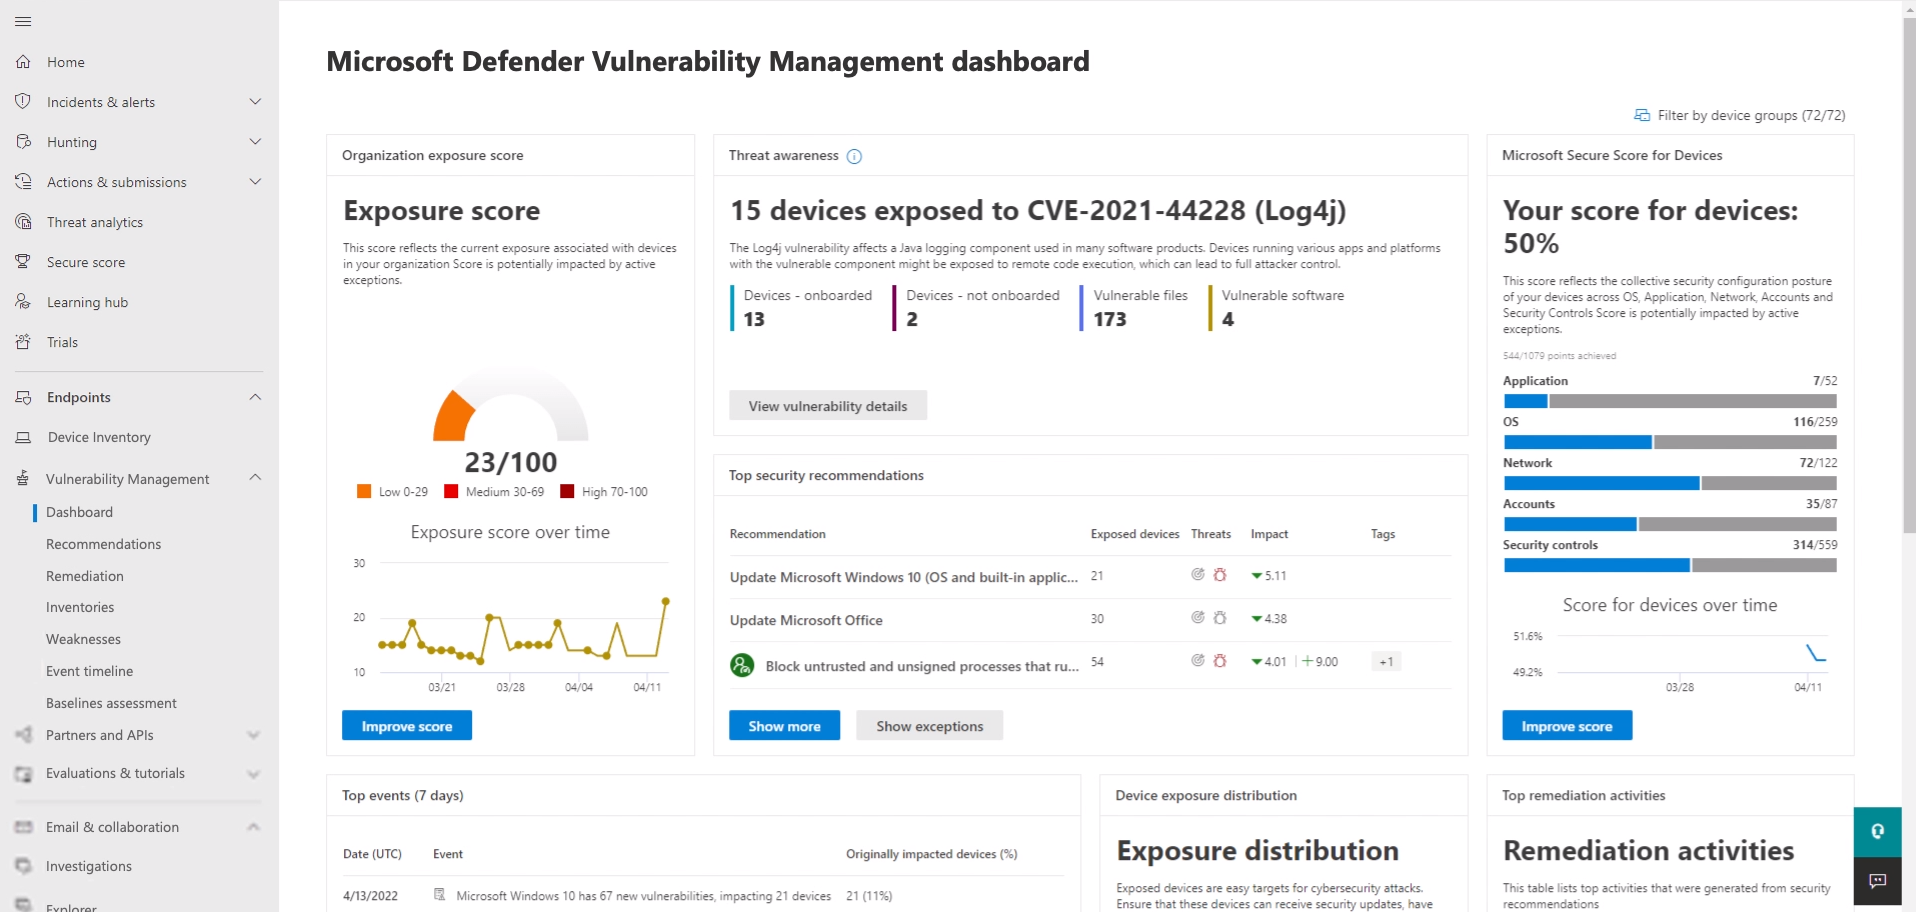 Home
Incidents & alerts
Hunting
Actions & submissions
Threat analytics
Secure score
Learning hub
Trials
Endpoints
Device Inventory
Vulnerability Management
Dashboard
Recommendations
Remediation
Inventories
Weaknesses
Event timeline
Baselines assessment
Partners and APIs
Evaluations & tutorials
Email & collaboration
Investigations
Explorer
Microsoft Defender Vulnerability Management dashboard
Filter by device groups (72/72)
Organization exposure score
Exposure score
This score reflects the current exposure associated with devices
in your organization Score is potentially impacted by active
exceptions.
23/100
Low 0-29 Medium 30-69 High 70-100
Exposure score over time
30
20
10
03/21 03/28 04/04 04/11
Improve score
Threat awareness
15 devices exposed to CVE-2021-44228 (Log4j)
The Log4j vulnerability affects a Java logging component used in many software products. Devices running various apps and platforms
with the vulnerable component might be exposed to remote code execution, which can lead to full attacker control.
Devices - onboarded Devices - not onboarded Vulnerable files Vulnerable software
13 2 173 4
View vulnerability details
Top security recommendations
Recommendation Exposed devices Threats Impact Tags
Update Microsoft Windows 10 (OS and built-in applic... 21 5.11
Update Microsoft Office 30 4.38
Block untrusted and unsigned processes that ru... 54 4.01 | +9.00 +1
Show more Show exceptions
Microsoft Secure Score for Devices
Your score for devices:
50%
This score reflects the collective security configuration posture
of your devices across OS, Application, Network, Accounts and
Security Controls Score is potentially impacted by active
exceptions.
544/1079 points achieved
Application 7/52
OS 116/259
Network 72/122
Accounts 35/87
Security controls 314/559
Score for devices over time
51.6%
49.2%
03/28 04/11
Improve score
Top events (7 days)
Date (UTC) Event Originally impacted devices (%)
4/13/2022 Microsoft Windows 10 has 67 new vulnerabilities, impacting 21 devices 21 (11%)
Device exposure distribution
Exposure distribution
Exposed devices are easy targets for cybersecurity attacks.
Ensure that these devices can receive security updates, have
Top remediation activities
Remediation activities
This table lists top activities that were generated from security
recommendations